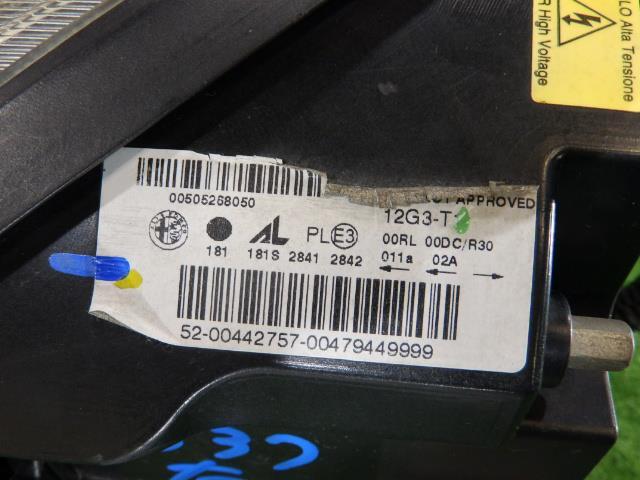 LO Alta Tensione
R High Voltage
00505268050
APPROVED
12G3-T
AL PL E3
00RL 00DC/R30
181 181S 2841 2842
011a 02A
52-00442757-00479449999